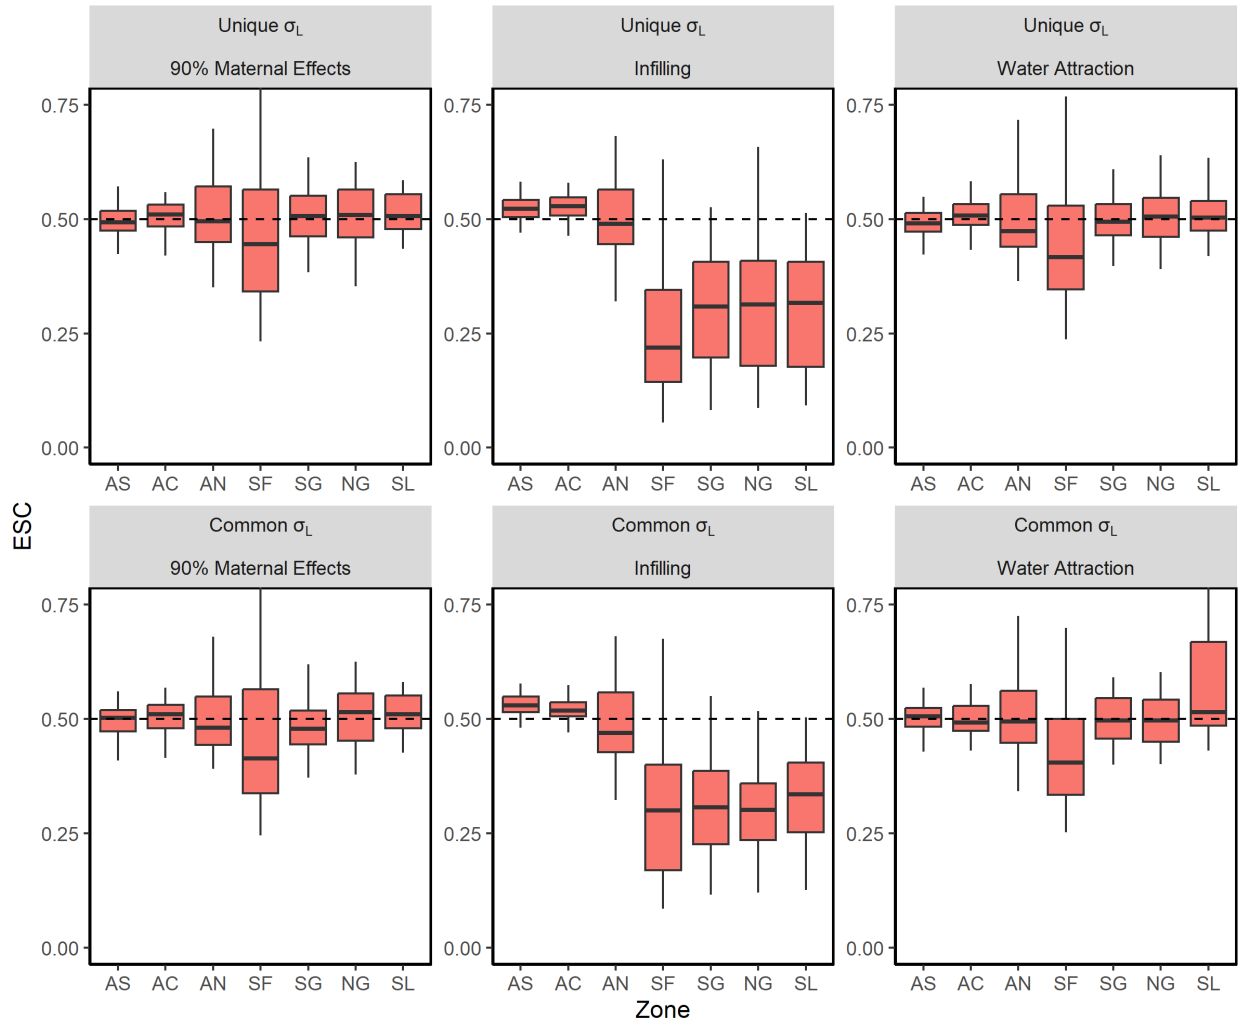 Unique σL
90% Maternal Effects
Unique σL
Infilling
Unique σL
Water Attraction
0.75
0.50
0.25
0.00
AS AC AN SF SG NG SL
0.75
0.50
0.25
0.00
AS AC AN SF SG NG SL
0.75
0.50
0.25
0.00
AS AC AN SF SG NG SL
ESC
Common σL
90% Maternal Effects
Common σL
Infilling
Common σL
Water Attraction
0.75
0.50
0.25
0.00
AS AC AN SF SG NG SL
0.75
0.50
0.25
0.00
AS AC AN SF SG NG SL
0.75
0.50
0.25
0.00
AS AC AN SF SG NG SL
Zone